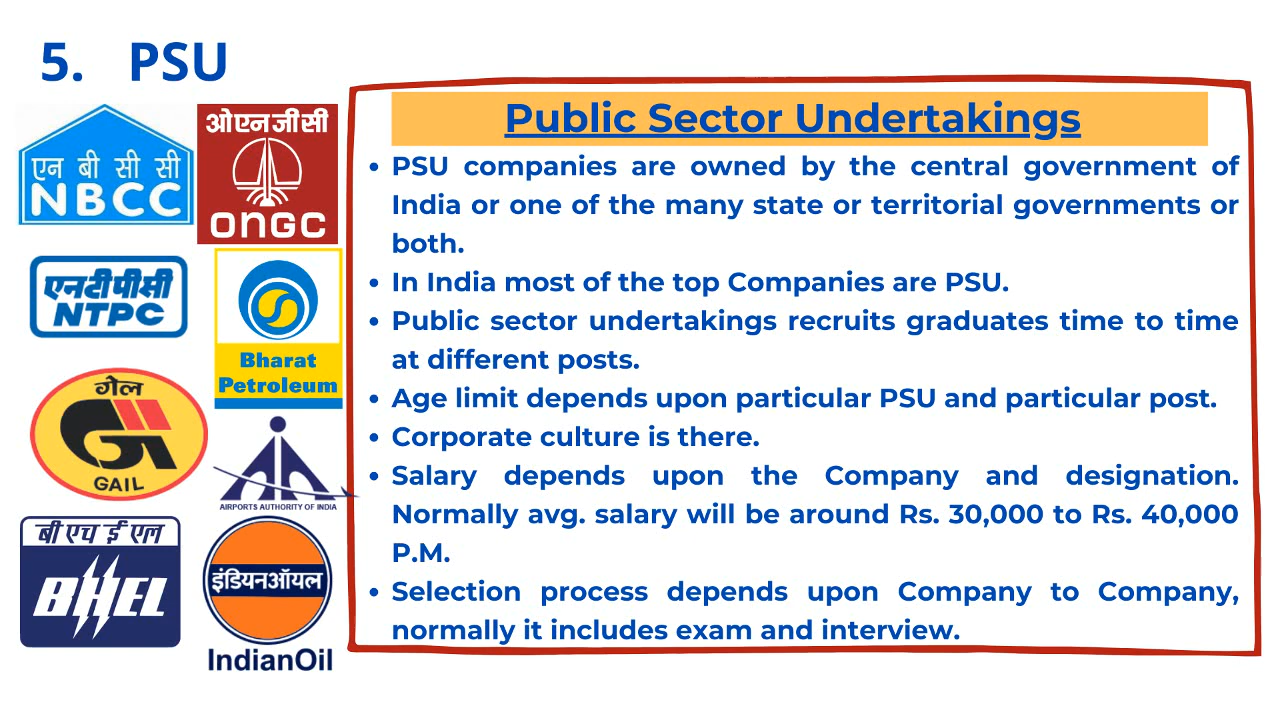 5. PSU
एन बी सी सी
NBCC
ओएनजीसी
ONGC
एनटीपीसी
NTPC
Bharat
Petroleum
गेल
GAIL
AIRPORTS AUTHORITY OF INDIA
बी एच ई एल
BHEL
इंडियनऑयल
IndianOil
Public Sector Undertakings
• PSU companies are owned by the central government of
India or one of the many state or territorial governments or
both.
• In India most of the top Companies are PSU.
• Public sector undertakings recruits graduates time to time
at different posts.
• Age limit depends upon particular PSU and particular post.
• Corporate culture is there.
• Salary depends upon the Company and designation.
Normally avg. salary will be around Rs. 30,000 to Rs. 40,000
P.M.
• Selection process depends upon Company to Company,
normally it includes exam and interview.